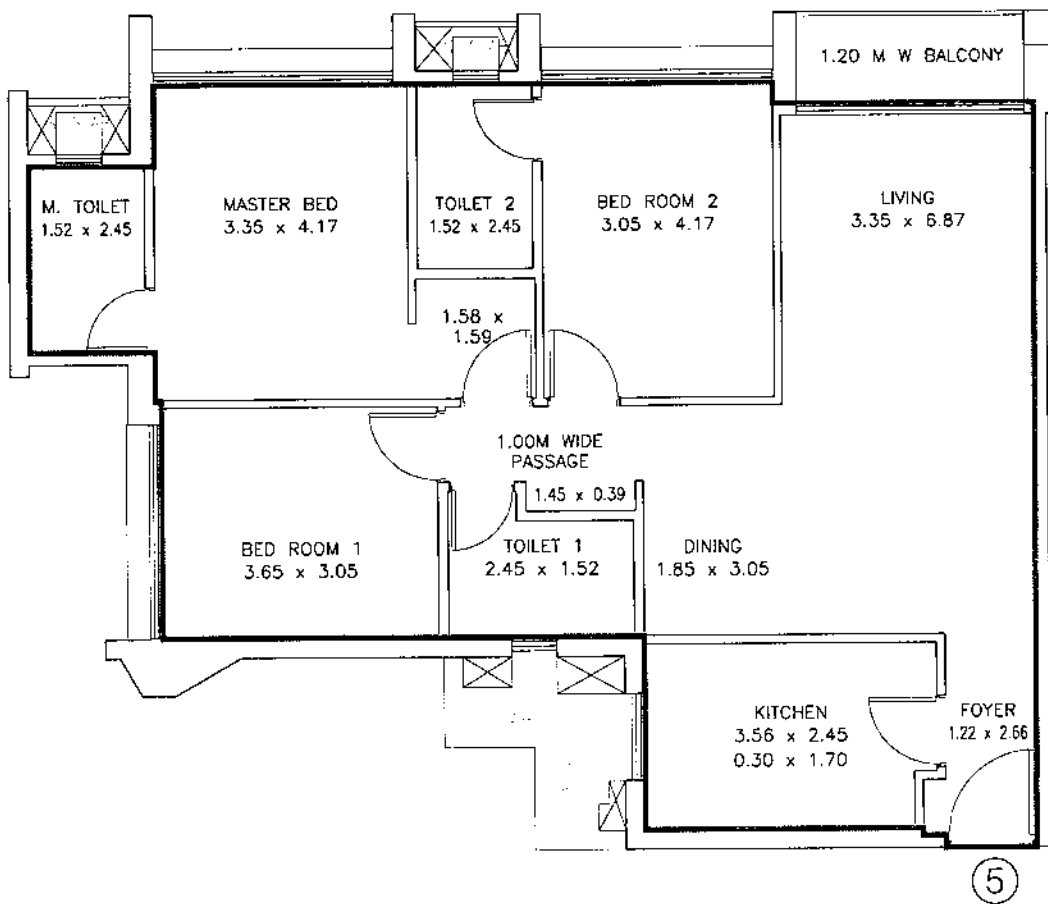 1.20 M W BALCONY
M. TOILET
1.52 x 2.45
MASTER BED
3.35 x 4.17
TOILET 2
1.52 x 2.45
BED ROOM 2
3.05 x 4.17
LIVING
3.35 x 6.87
1.58 x
1.59
1.00M WIDE
PASSAGE
1.45 x 0.39
BED ROOM 1
3.65 x 3.05
TOILET 1
2.45 x 1.52
DINING
1.85 x 3.05
KITCHEN
3.56 x 2.45
0.30 x 1.70
FOYER
1.22 x 2.66
5